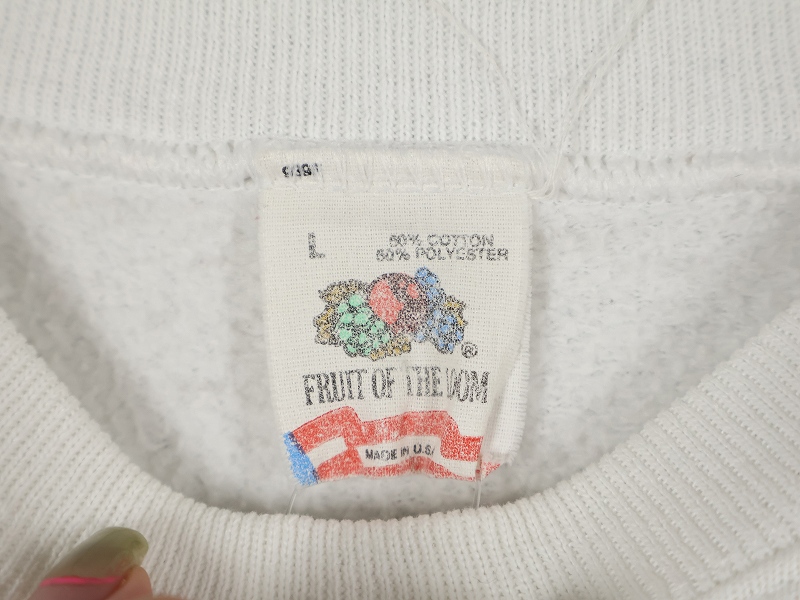 L
50% COTTON
50% POLYESTER
®
FRUIT OF THE LOOM
MADE IN U.S.A